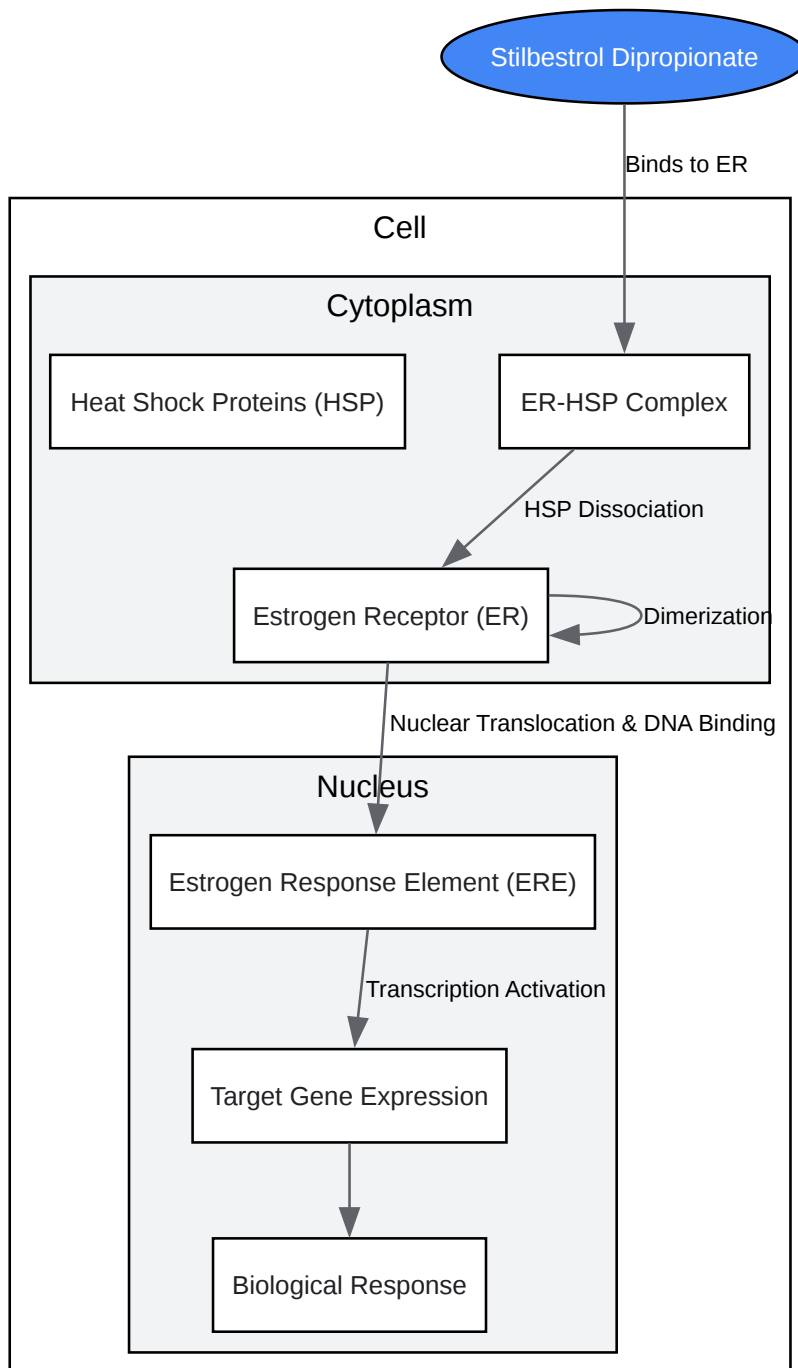 Stilbestrol Dipropionate
Binds to ER
Cell
Cytoplasm
Heat Shock Proteins (HSP)
ER-HSP Complex
HSP Dissociation
Estrogen Receptor (ER)
Dimerization
Nuclear Translocation & DNA Binding
Nucleus
Estrogen Response Element (ERE)
Transcription Activation
Target Gene Expression
Biological Response